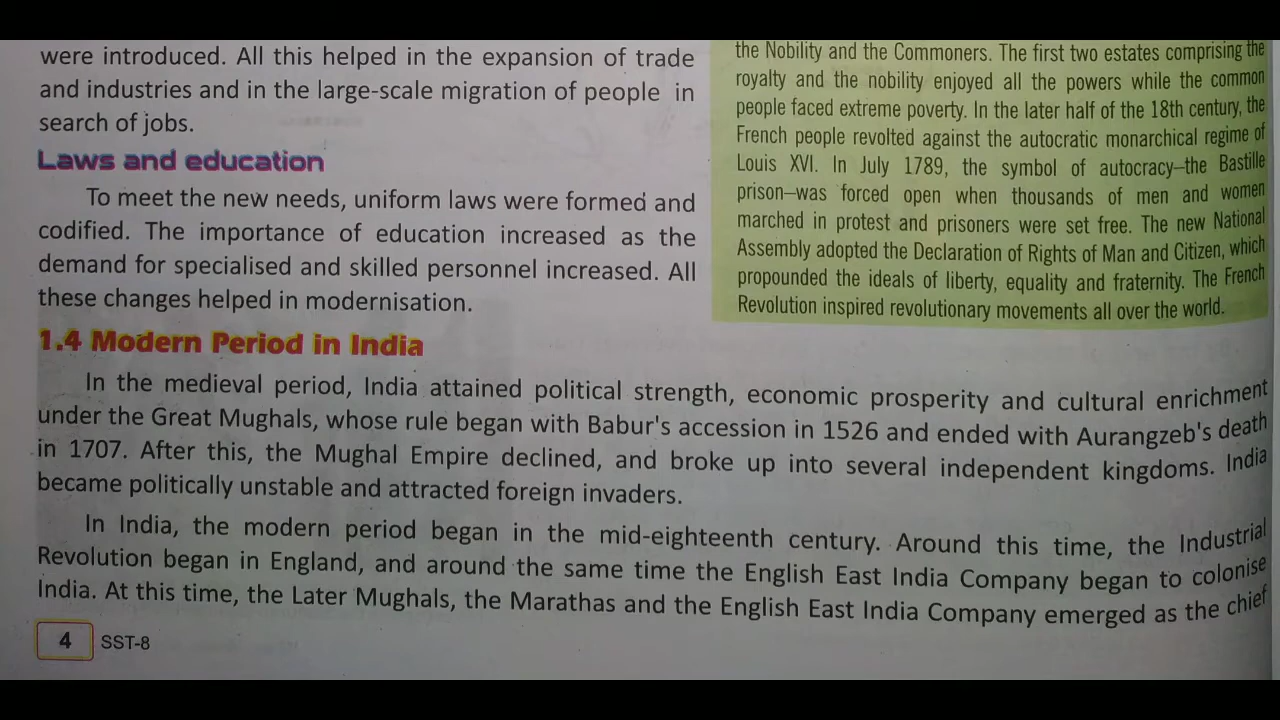 were introduced. All this helped in the expansion of trade
and industries and in the large-scale migration of people in
search of jobs.
Laws and education
To meet the new needs, uniform laws were formed and
codified. The importance of education increased as the
demand for specialised and skilled personnel increased. All
these changes helped in modernisation.
the Nobility and the Commoners. The first two estates comprising the
royalty and the nobility enjoyed all the powers while the common
people faced extreme poverty. In the later half of the 18th century, the
French people revolted against the autocratic monarchical regime of
Louis XVI. In July 1789, the symbol of autocracy–the Bastille
prison–was forced open when thousands of men and women
marched in protest and prisoners were set free. The new National
Assembly adopted the Declaration of Rights of Man and Citizen, which
propounded the ideals of liberty, equality and fraternity. The French
Revolution inspired revolutionary movements all over the world.
1.4 Modern Period in India
In the medieval period, India attained political strength, economic prosperity and cultural enrichment
under the Great Mughals, whose rule began with Babur's accession in 1526 and ended with Aurangzeb's death
in 1707. After this, the Mughal Empire declined, and broke up into several independent kingdoms. India
became politically unstable and attracted foreign invaders.
In India, the modern period began in the mid-eighteenth century. Around this time, the Industrial
Revolution began in England, and around the same time the English East India Company began to colonise
India. At this time, the Later Mughals, the Marathas and the English East India Company emerged as the chief
4 SST-8